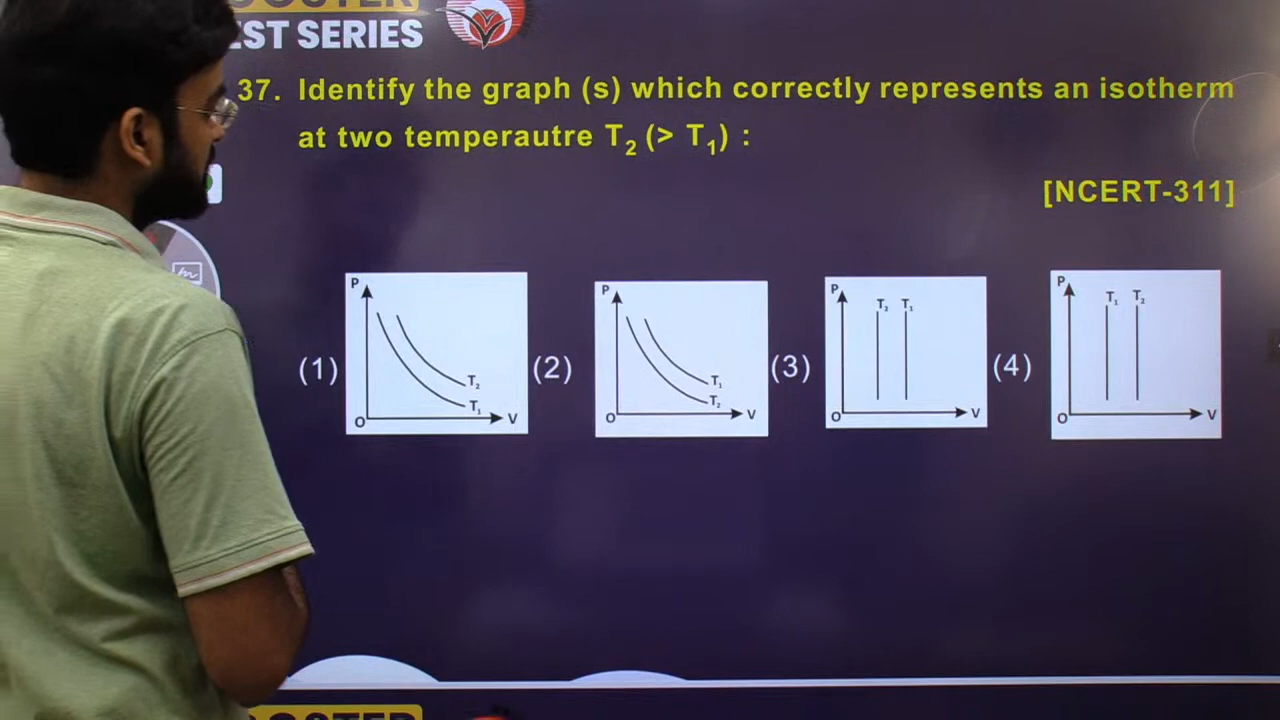 EST SERIES
37. Identify the graph (s) which correctly represents an isotherm
at two temperautre T₂ (> T₁) :
[NCERT-311]
(1)
P
T₂
T₁
O
V
(2)
P
T₁
T₂
O
V
(3)
P
T₂ T₁
O
V
(4)
P
T₁ T₂
O
V